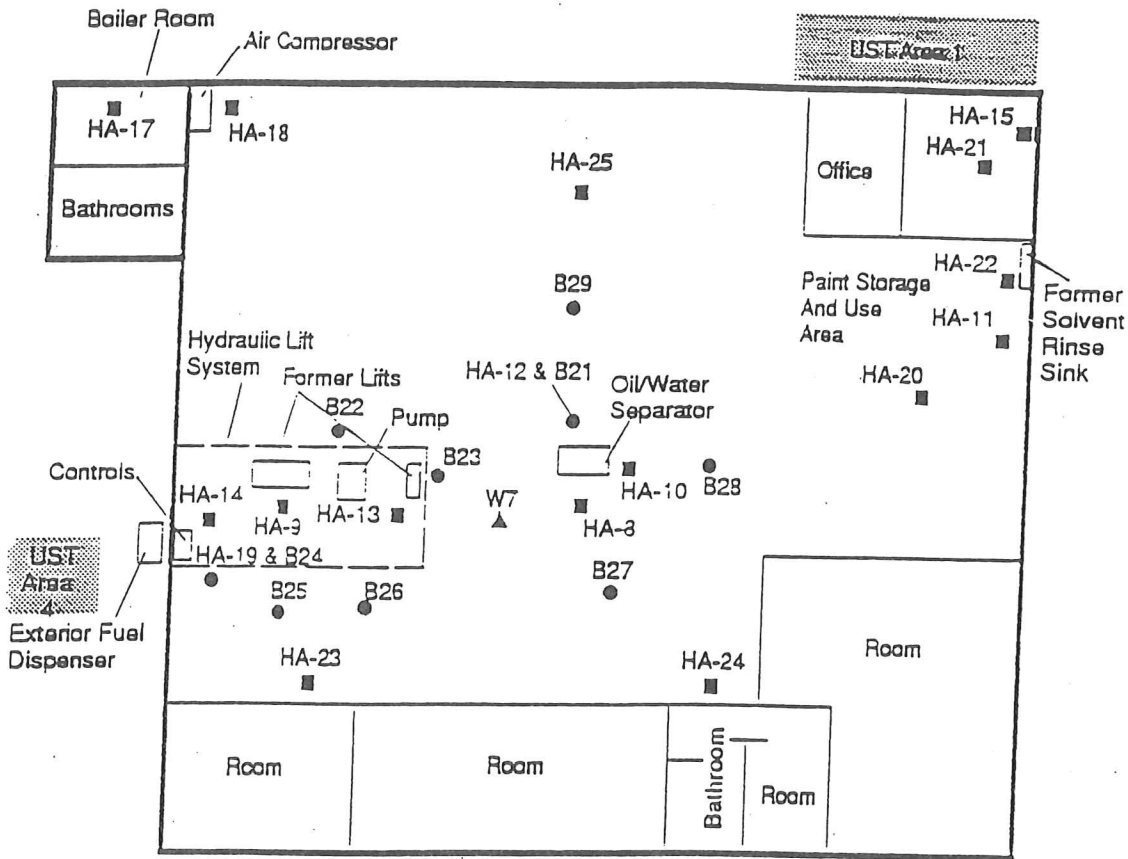 Boiler Room
Air Compressor
UST Area 1
HA-17
HA-18
HA-15
HA-21
HA-25
Office
Bathrooms
HA-22
Paint Storage
And Use
Area
Former
Solvent
Rinse
Sink
B29
HA-11
Hydraulic Lift
System
Former Lifts
HA-12 & B21
Oil/Water
Separator
HA-20
B22
Pump
B23
Controls
HA-14
HA-9
HA-13
W7
HA-10
B28
HA-8
HA-19 & B24
UST
Area
4
B25
B26
B27
Exterior Fuel
Dispenser
HA-23
HA-24
Room
Room
Room
Bathroom
Room